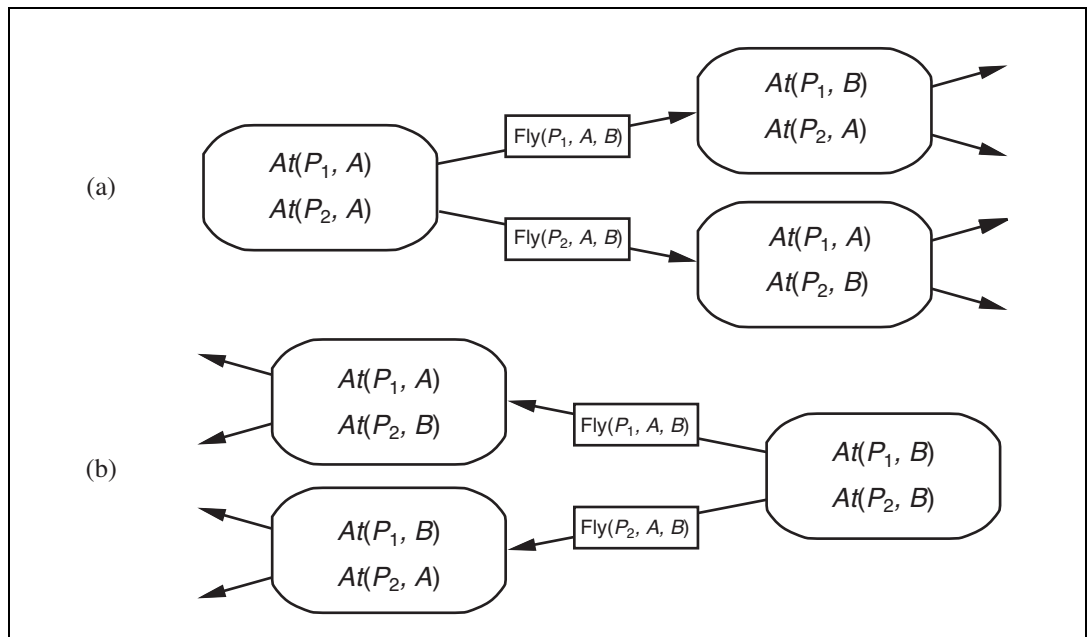 (a)
At(P₁, A)
At(P₂, A)
Fly(P₁, A, B)
Fly(P₂, A, B)
At(P₁, B)
At(P₂, A)
At(P₁, A)
At(P₂, B)
(b)
At(P₁, A)
At(P₂, B)
At(P₁, B)
At(P₂, A)
Fly(P₁, A, B)
Fly(P₂, A, B)
At(P₁, B)
At(P₂, B)